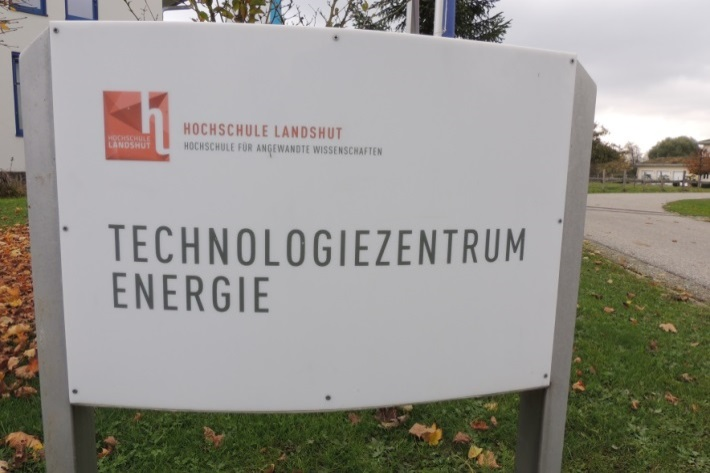 HOCHSCHULE
LANDSHUT
HOCHSCHULE LANDSHUT
HOCHSCHULE FÜR ANGEWANDTE WISSENSCHAFTEN
TECHNOLOGIEZENTRUM
ENERGIE